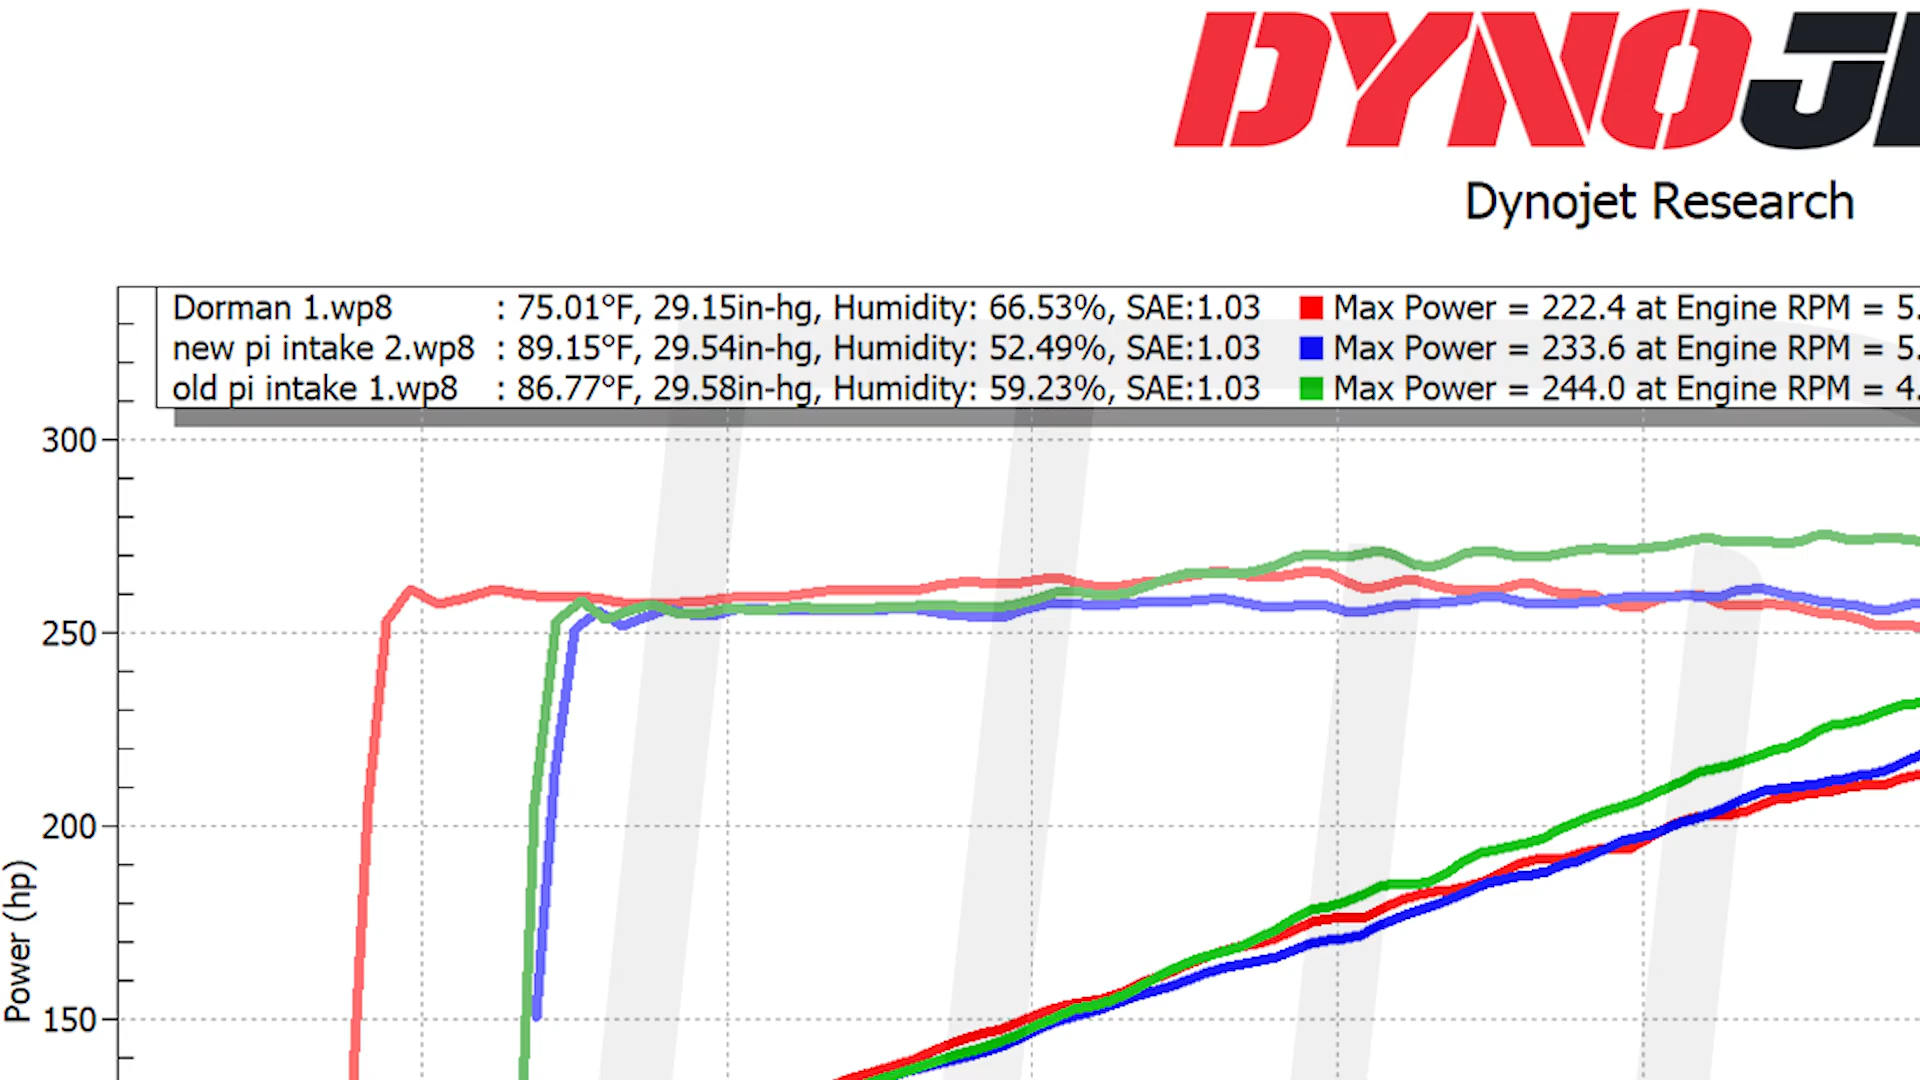 DYNOJ
Dynojet Research
Dorman 1.wp8 : 75.01°F, 29.15in-hg, Humidity: 66.53%, SAE:1.03 Max Power = 222.4 at Engine RPM = 5.
new pi intake 2.wp8 : 89.15°F, 29.54in-hg, Humidity: 52.49%, SAE:1.03 Max Power = 233.6 at Engine RPM = 5.
old pi intake 1.wp8 : 86.77°F, 29.58in-hg, Humidity: 59.23%, SAE:1.03 Max Power = 244.0 at Engine RPM = 4.
300
250
200
150
Power (hp)